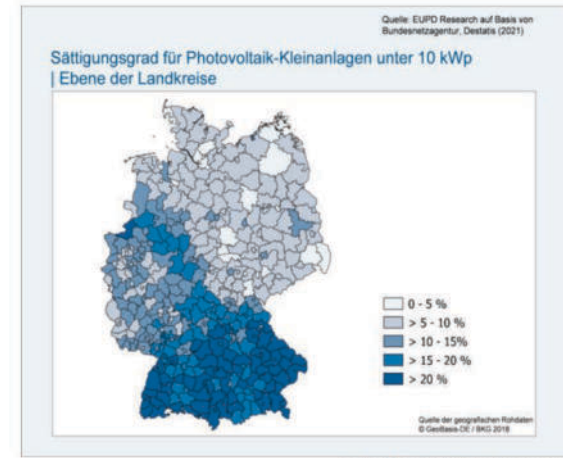 Quelle: EUPD Research auf Basis von
Bundesnetzagentur, Destatis (2021)
Sättigungsgrad für Photovoltaik-Kleinanlagen unter 10 kWp
| Ebene der Landkreise
0 - 5 %
> 5 - 10 %
> 10 - 15%
> 15 - 20 %
> 20 %
Quelle der geografischen Rohdaten
© GeoBasis-DE / BKG 2018